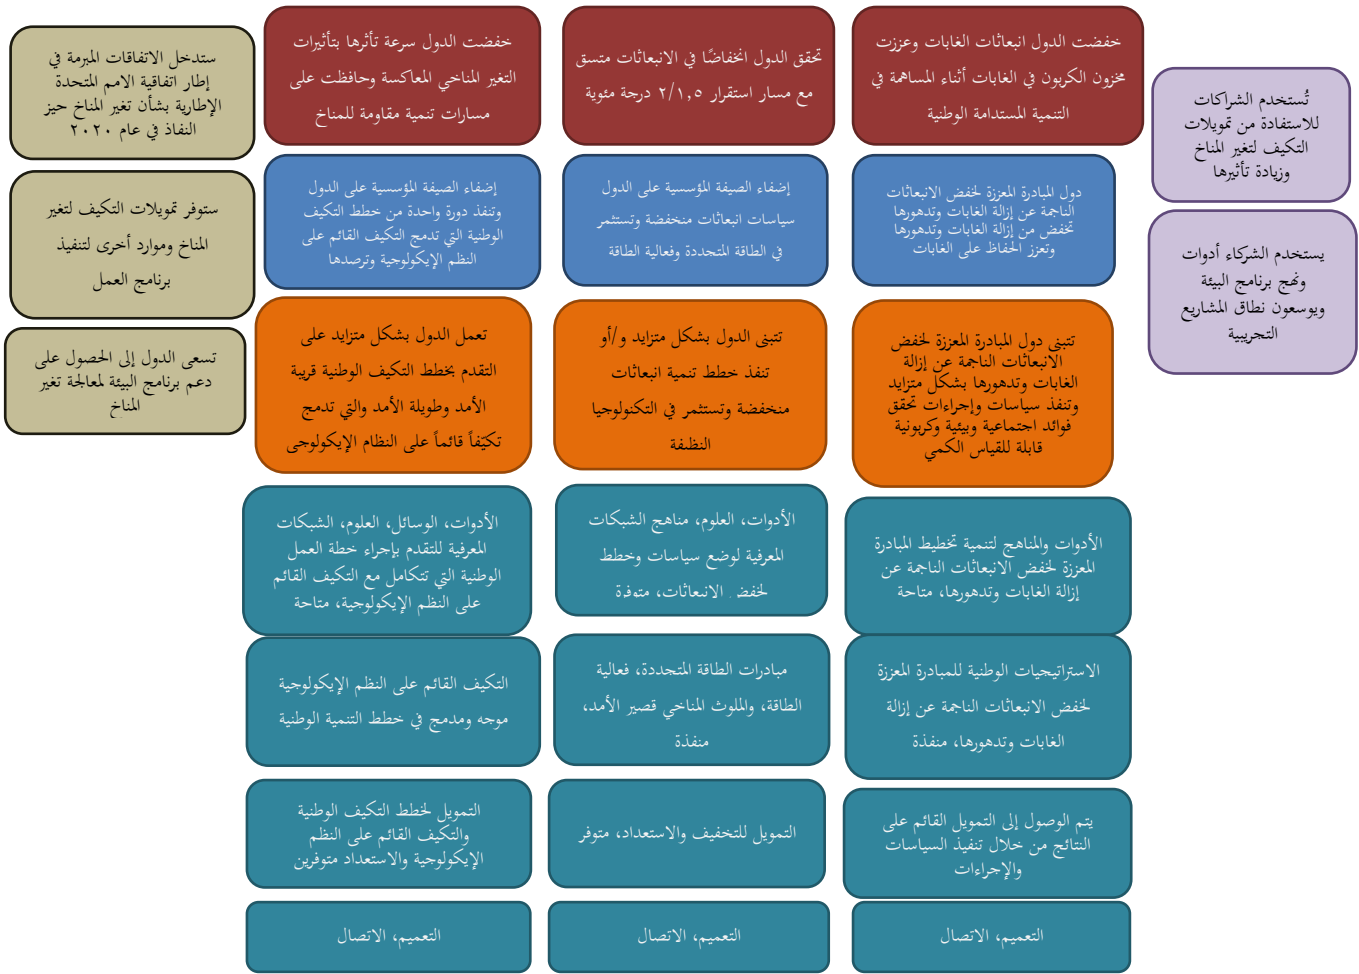 تُستخدم الشراكات
للاستفادة من تمويلات
التكيف لتغير المناخ
وزيادة تأثيرها
يستخدم الشركاء أدوات
ونهج برنامج البيئة
ويوسعون نطاق المشاريع
التجريبية
خفضت الدول انبعاثات الغابات وعززت
مخزون الكربون في الغابات أثناء المساهمة في
التنمية المستدامة الوطنية
تحقق الدول انخفاضًا في الانبعاثات متسق
مع مسار استقرار ٢/١,٥ درجة مئوية
خفضت الدول سرعة تأثرها بتأثيرات
التغير المناخي المعاكسة وحافظت على
مسارات تنمية مقاومة للمناخ
دول المبادرة المعززة لخفض الانبعاثات
الناجمة عن إزالة الغابات وتدهورها
تخفض من إزالة الغابات وتدهورها
وتعزز الحفاظ على الغابات
إضفاء الصيفة المؤسسية على الدول
سياسات انبعاثات منخفضة وتستثمر
في الطاقة المتجددة وفعالية الطاقة
إضفاء الصيفة المؤسسية على الدول
وتنفذ دورة واحدة من خطط التكيف
الوطنية التي تدمج التكيف القائم على
النظم الإيكولوجية وترصدها
تتبنى دول المبادرة المعززة لخفض
الانبعاثات الناجمة عن إزالة
الغابات وتدهورها بشكل متزايد
وتنفذ سياسات وإجراءات تحقق
فوائد اجتماعية وبيئية وكربونية
قابلة للقياس الكمي
تتبنى الدول بشكل متزايد و/أو
تنفذ خطط تنمية انبعاثات
منخفضة وتستثمر في التكنولوجيا
النظيفة
تعمل الدول بشكل متزايد على
التقدم بخطط التكيف الوطنية قريبة
الأمد وطويلة الأمد والتي تدمج
تكيّفاً قائماً على النظام الإيكولوجي
الأدوات والمناهج لتنمية تخطيط المبادرة
المعززة لخفض الانبعاثات الناجمة عن
إزالة الغابات وتدهورها، متاحة
الأدوات، العلوم، مناهج الشبكات
المعرفية لوضع سياسات وخطط
لخفض الانبعاثات، متوفرة
الأدوات، الوسائل، العلوم، الشبكات
المعرفية للتقدم بإجراء خطة العمل
الوطنية التي تتكامل مع التكيف القائم
على النظم الإيكولوجية، متاحة
الاستراتيجيات الوطنية للمبادرة المعززة
لخفض الانبعاثات الناجمة عن إزالة
الغابات وتدهورها، منفذة
مبادرات الطاقة المتجددة، فعالية
الطاقة، والملوث المناخي قصير الأمد،
منفذة
التكيف القائم على النظم الإيكولوجية
موجه ومدمج في خطط التنمية الوطنية
يتم الوصول إلى التمويل القائم على
النتائج من خلال تنفيذ السياسات
والإجراءات
التمويل للتخفيف والاستعداد، متوفر
التمويل لخطط التكيف الوطنية
والتكيف القائم على النظم
الإيكولوجية والاستعداد متوفرين
التعميم، الاتصال
التعميم، الاتصال
التعميم، الاتصال
ستدخل الاتفاقات المبرمة في
إطار اتفاقية الامم المتحدة
الإطارية بشأن تغير المناخ حيز
النفاذ في عام ٢٠٢٠
ستوفر تمويلات التكيف لتغير
المناخ وموارد أخرى لتنفيذ
برنامج العمل
تسعى الدول إلى الحصول على
دعم برنامج البيئة لمعالجة تغير
المناخ